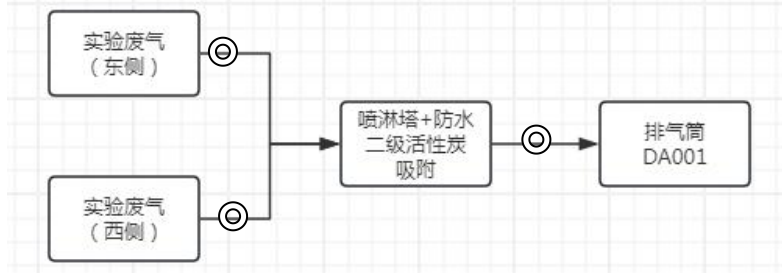 实验废气
（东侧）
喷淋塔+防水
二级活性炭
吸附
排气筒
DA001
实验废气
（西侧）